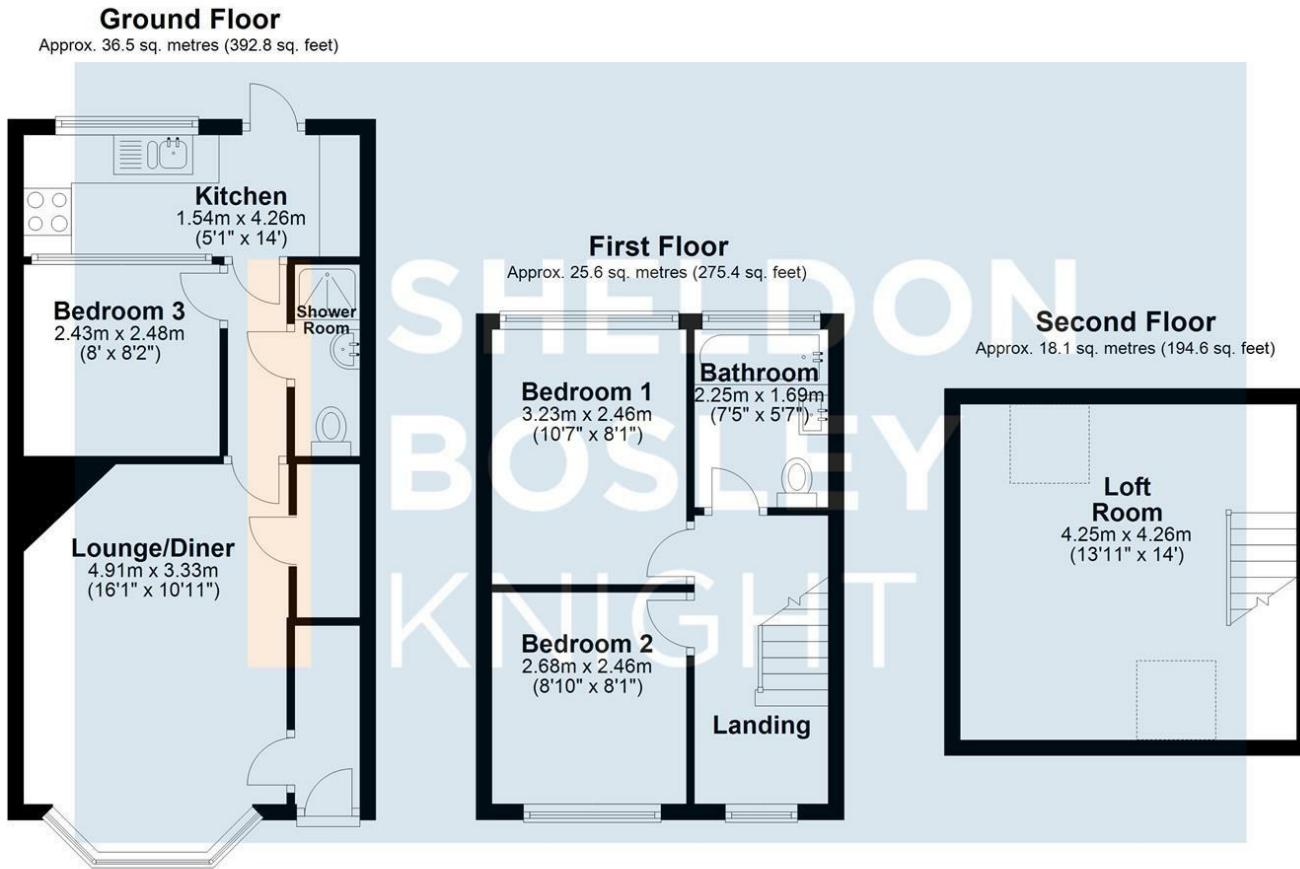 Ground Floor
Approx. 36.5 sq. metres (392.8 sq. feet)
Kitchen
1.54m x 4.26m
(5'1" x 14')
Bedroom 3
2.43m x 2.48m
(8' x 8'2")
Shower
Room
Lounge/Diner
4.91m x 3.33m
(16'1" x 10'11")
First Floor
Approx. 25.6 sq. metres (275.4 sq. feet)
Bedroom 1
3.23m x 2.46m
(10'7" x 8'1")
Bathroom
2.25m x 1.69m
(7'5" x 5'7")
Bedroom 2
2.68m x 2.46m
(8'10" x 8'1")
Landing
Second Floor
Approx. 18.1 sq. metres (194.6 sq. feet)
Loft
Room
4.25m x 4.26m
(13'11" x 14')
SHELDON
BOSLEY
KNIGHT